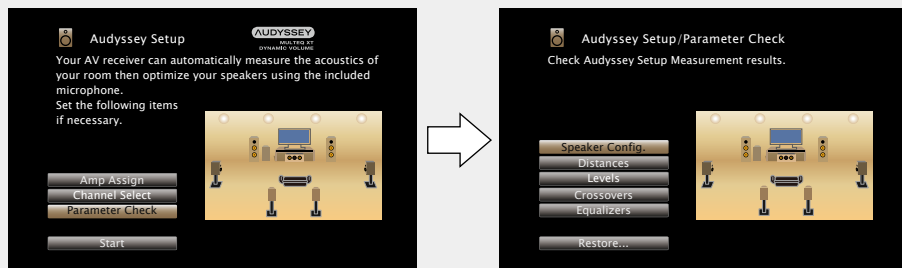 Audyssey Setup
AUDYSSEY
MULTEQ XT
DYNAMIC VOLUME
Your AV receiver can automatically measure the acoustics of
your room then optimize your speakers using the included
microphone.
Set the following items
if necessary.
Amp Assign
Channel Select
Parameter Check
Start
Audyssey Setup/Parameter Check
Check Audyssey Setup Measurement results.
Speaker Config.
Distances
Levels
Crossovers
Equalizers
Restore...